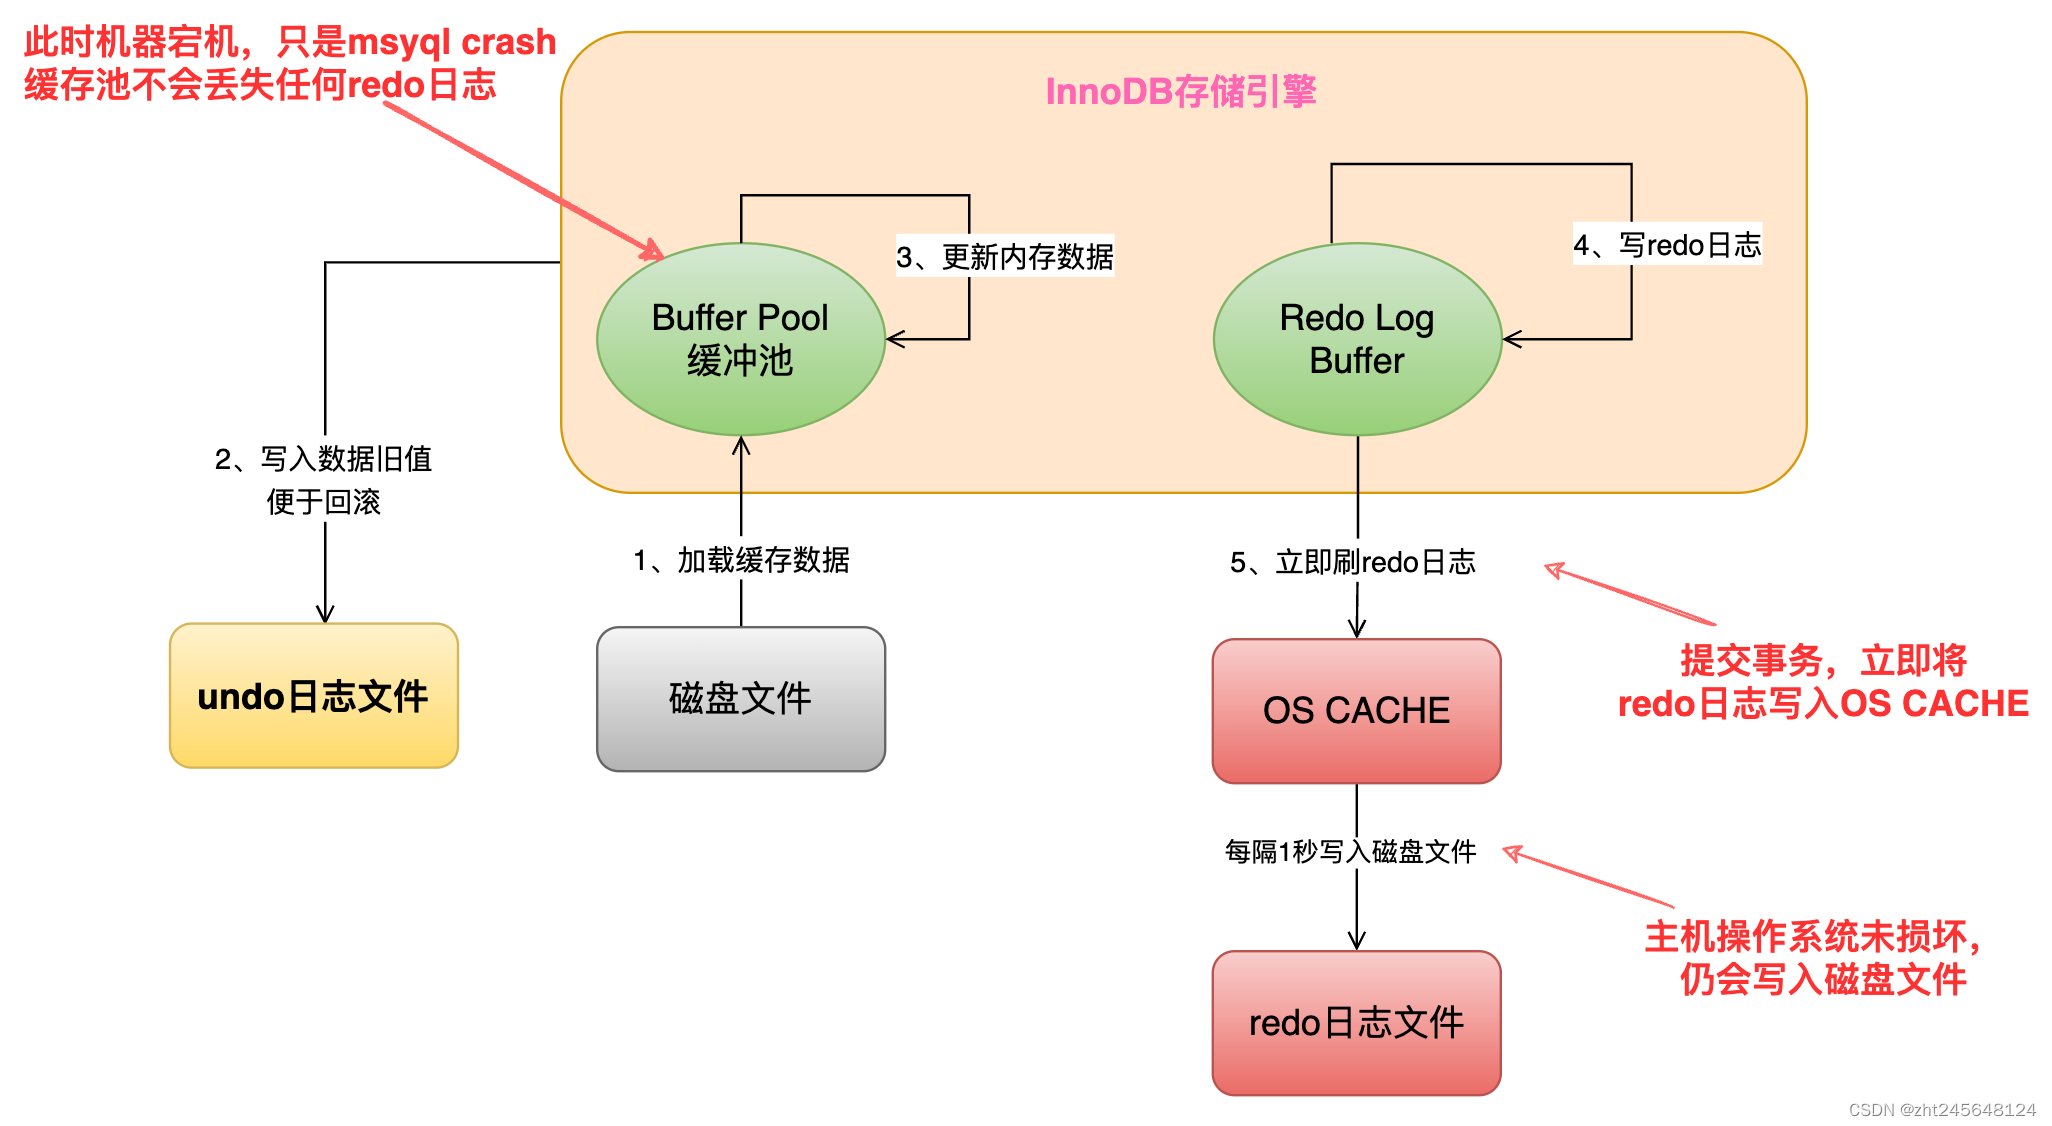 此时机器宕机，只是msyql crash
缓存池不会丢失任何redo日志
InnoDB存储引擎
3、更新内存数据
4、写redo日志
Buffer Pool
缓冲池
Redo Log
Buffer
2、写入数据旧值
便于回滚
1、加载缓存数据
5、立即刷redo日志
undo日志文件
磁盘文件
OS CACHE
提交事务，立即将
redo日志写入OS CACHE
每隔1秒写入磁盘文件
主机操作系统未损坏，
仍会写入磁盘文件
redo日志文件
CSDN @zht245648124